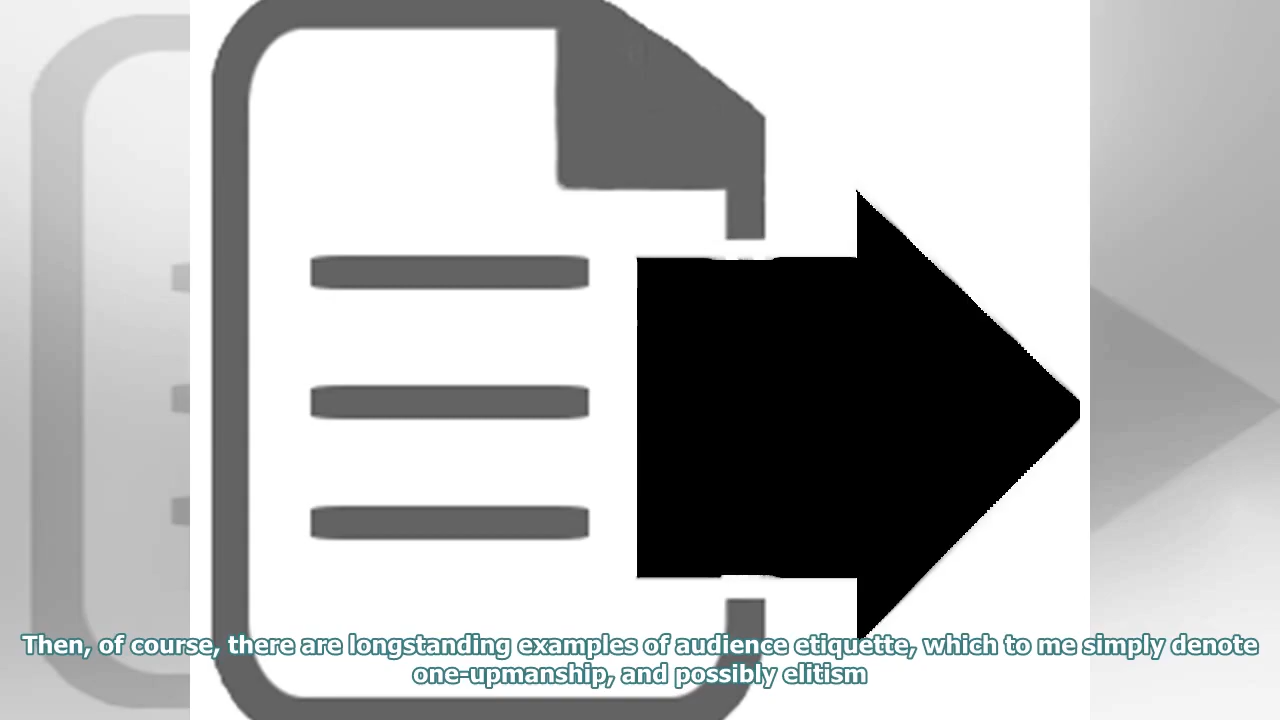 Then, of course, there are longstanding examples of audience etiquette, which to me simply denote
one-upmanship, and possibly elitism